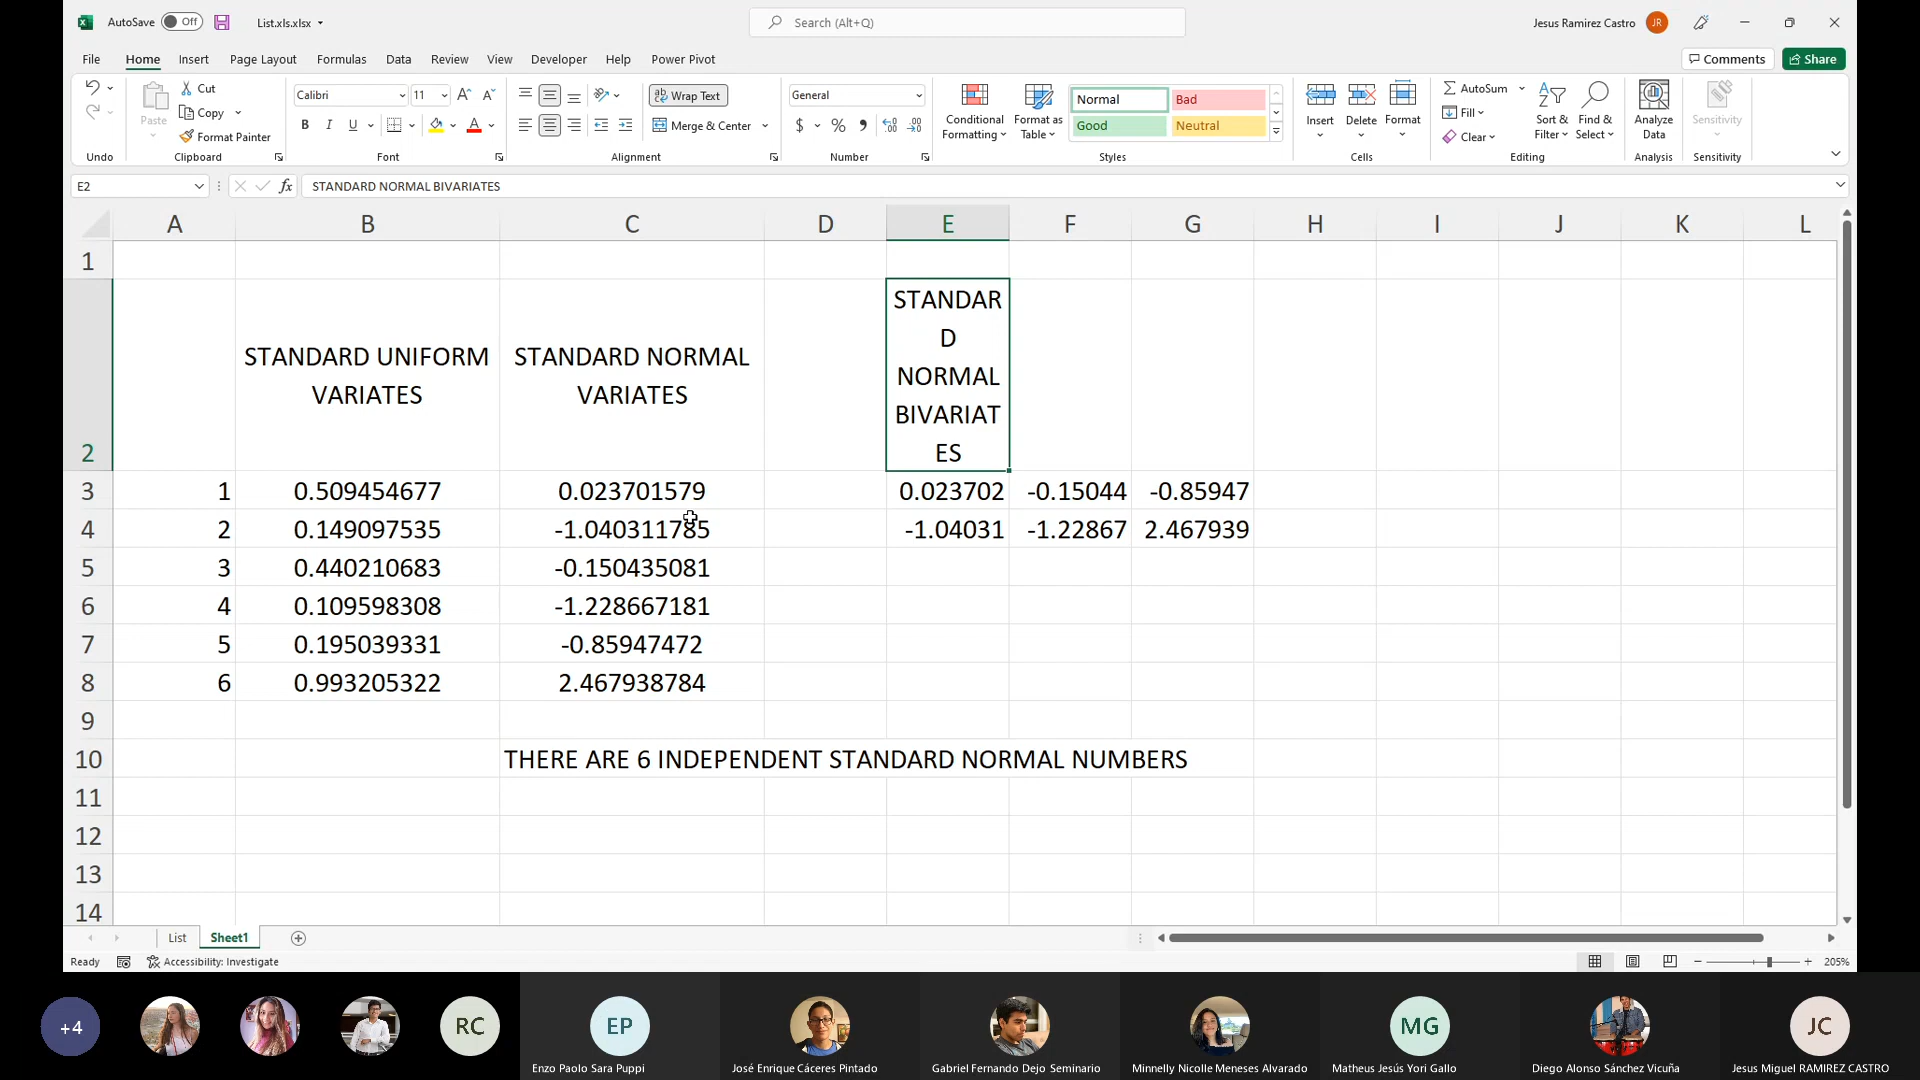 AutoSave Off List.xls.xlsx Search (Alt+Q) Jesus Ramirez Castro JR
File Home Insert Page Layout Formulas Data Review View Developer Help Power Pivot Comments Share
Paste Cut Copy Format Painter
Calibri 11 A^ Aˇ
B I U A
ab Wrap Text
Merge & Center
General
$ % 9
Conditional Formatting
Format as Table
Normal Bad
Good Neutral
Insert Delete Format
AutoSum
Fill
Clear
Sort & Filter
Find & Select
Analyze Data
Sensitivity
Undo Clipboard Font Alignment Number Styles Cells Editing Analysis Sensitivity
E2 fx STANDARD NORMAL BIVARIATES
A B C D E F G H I J K L
1
2 STANDARD UNIFORM VARIATES STANDARD NORMAL VARIATES STANDAR D NORMAL BIVARIAT ES
3 1 0.509454677 0.023701579 0.023702 -0.15044 -0.85947
4 2 0.149097535 -1.040311785 -1.04031 -1.22867 2.467939
5 3 0.440210683 -0.150435081
6 4 0.109598308 -1.228667181
7 5 0.195039331 -0.85947472
8 6 0.993205322 2.467938784
9
10 THERE ARE 6 INDEPENDENT STANDARD NORMAL NUMBERS
11
12
13
14
List Sheet1
Ready Accessibility: Investigate 205%
+4 RC EP MG JC
Enzo Paolo Sara Puppi José Enrique Cáceres Pintado Gabriel Fernando Dejo Seminario Minnelly Nicolle Meneses Alvarado Matheus Jesús Yori Gallo Diego Alonso Sánchez Vicuña Jesus Miguel RAMIREZ CASTRO